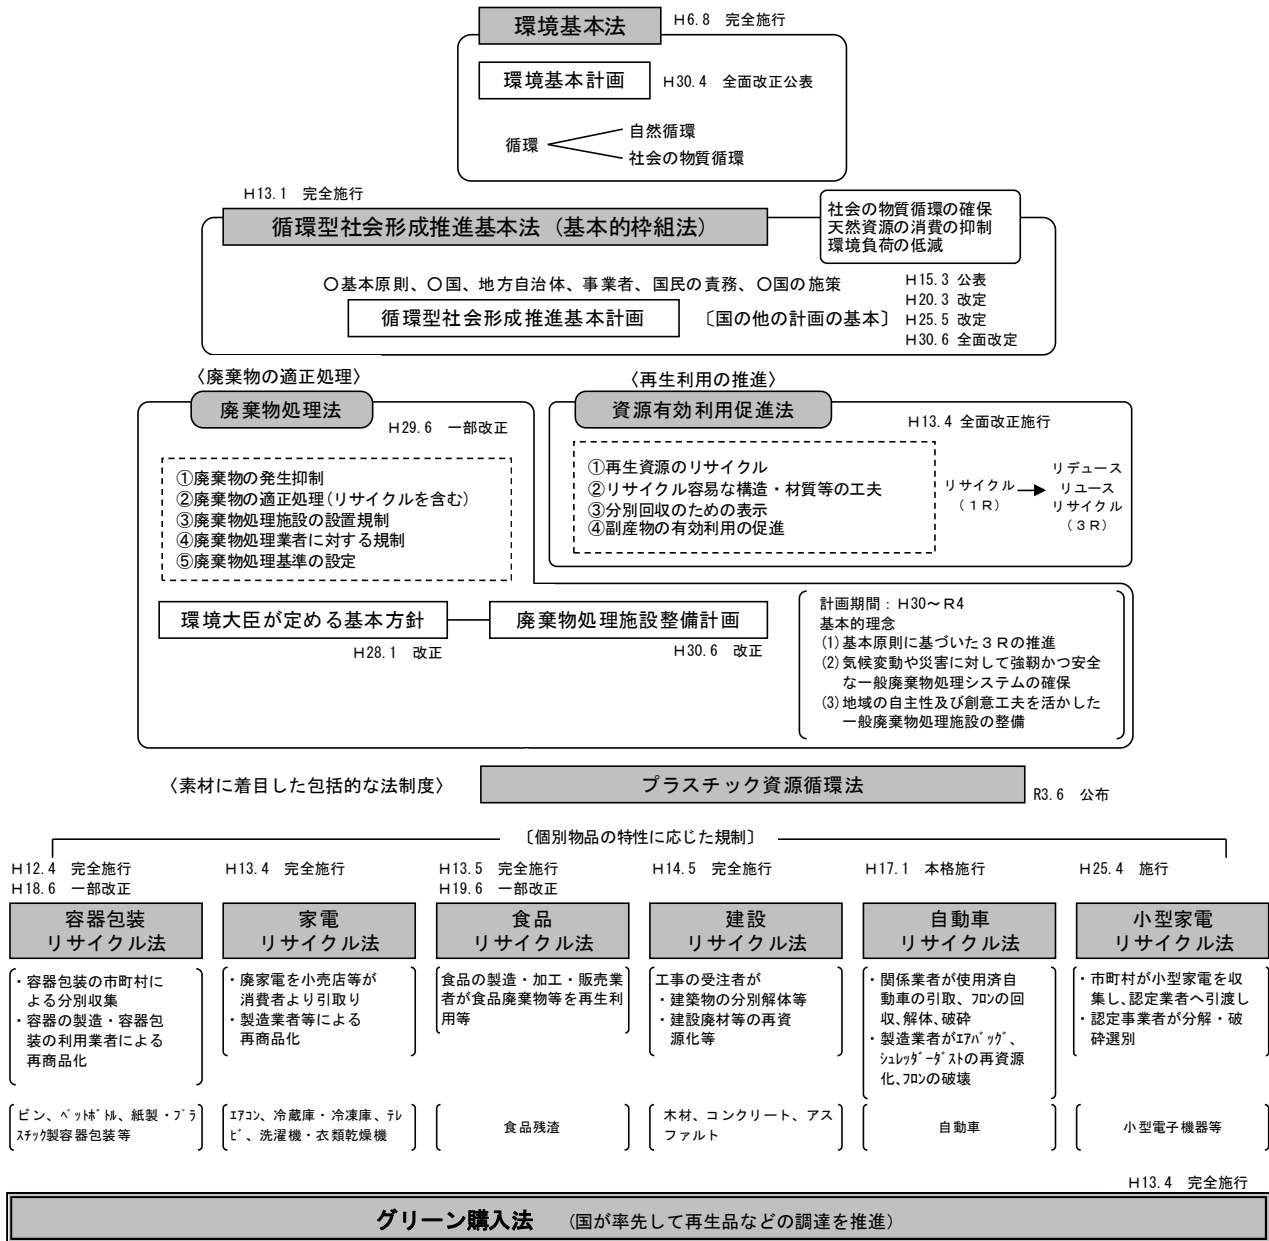 環境基本法
H6.8 完全施行
環境基本計画
H30.4 全面改正公表
循環
自然循環
社会の物質循環
H13.1 完全施行
循環型社会形成推進基本法（基本的枠組法）
社会の物質循環の確保
天然資源の消費の抑制
環境負荷の低減
○基本原則、○国、地方自治体、事業者、国民の責務、○国の施策
循環型社会形成推進基本計画
〔国の他の計画の基本〕
H15.3 公表
H20.3 改定
H25.5 改定
H30.6 全面改定
〈廃棄物の適正処理〉
廃棄物処理法
H29.6 一部改正
①廃棄物の発生抑制
②廃棄物の適正処理(リサイクルを含む)
③廃棄物処理施設の設置規制
④廃棄物処理業者に対する規制
⑤廃棄物処理基準の設定
〈再生利用の推進〉
資源有効利用促進法
H13.4 全面改正施行
①再生資源のリサイクル
②リサイクル容易な構造・材質等の工夫
③分別回収のための表示
④副産物の有効利用の促進
リサイクル
（１Ｒ）
リデュース
リユース
リサイクル
（３Ｒ）
環境大臣が定める基本方針
H28.1 改正
廃棄物処理施設整備計画
H30.6 改正
計画期間：H30～R4
基本的理念
(1)基本原則に基づいた３Ｒの推進
(2)気候変動や災害に対して強靭かつ安全
な一般廃棄物処理システムの確保
(3)地域の自主性及び創意工夫を活かした
一般廃棄物処理施設の整備
〈素材に着目した包括的な法制度〉
プラスチック資源循環法
R3.6 公布
〔個別物品の特性に応じた規制〕
H12.4 完全施行
H18.6 一部改正
容器包装
リサイクル法
・容器包装の市町村に
よる分別収集
・容器の製造・容器包
装の利用業者による
再商品化
ビン、ﾍﾟｯﾄﾎﾞﾄﾙ、紙製・ﾌﾟﾗ
ｽﾁｯｸ製容器包装等
H13.4 完全施行
家電
リサイクル法
・廃家電を小売店等が
消費者より引取り
・製造業者等による
再商品化
ｴｱｺﾝ、冷蔵庫・冷凍庫、ﾃﾚ
ﾋﾞ、洗濯機・衣類乾燥機
H13.5 完全施行
H19.6 一部改正
食品
リサイクル法
食品の製造・加工・販売業
者が食品廃棄物等を再生利
用等
食品残渣
H14.5 完全施行
建設
リサイクル法
工事の受注者が
・建築物の分別解体等
・建設廃材等の再資
源化等
木材、コンクリート、アス
ファルト
H17.1 本格施行
自動車
リサイクル法
・関係業者が使用済自
動車の引取、ﾌﾛﾝの回
収、解体、破砕
・製造業者がｴｱﾊﾞｯｸﾞ、
ｼｭﾚｯﾀﾞｰﾀﾞｽﾄの再資源
化、ﾌﾛﾝの破壊
自動車
H25.4 施行
小型家電
リサイクル法
・市町村が小型家電を収
集し、認定業者へ引渡し
・認定事業者が分解・破
砕選別
小型電子機器等
H13.4 完全施行
グリーン購入法 （国が率先して再生品などの調達を推進）